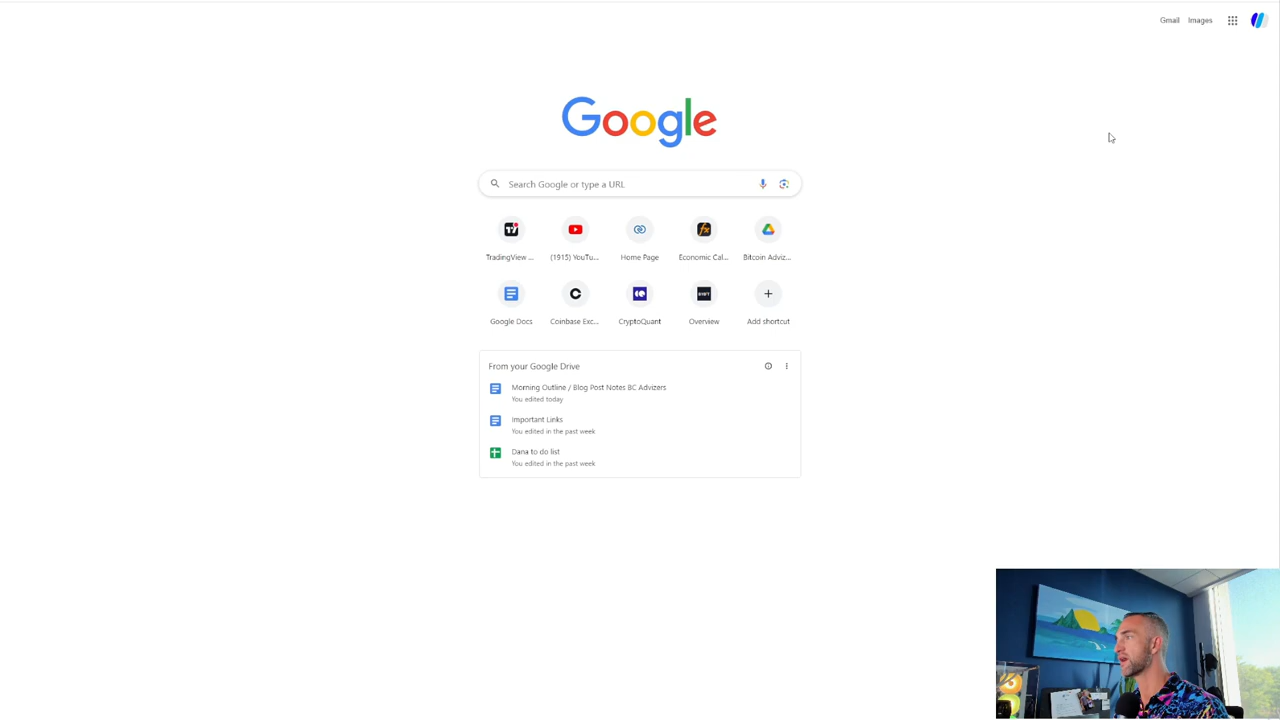 Gmail Images
Google
Search Google or type a URL
TradingView ...
(1915) YouTu...
Home Page
Economic Cal...
Bitcoin Adviz...
Google Docs
Coinbase Exc...
CryptoQuant
Overview
Add shortcut
From your Google Drive
Morning Outline / Blog Post Notes BC Advizers
You edited today
Important Links
You edited in the past week
Dana to do list
You edited in the past week